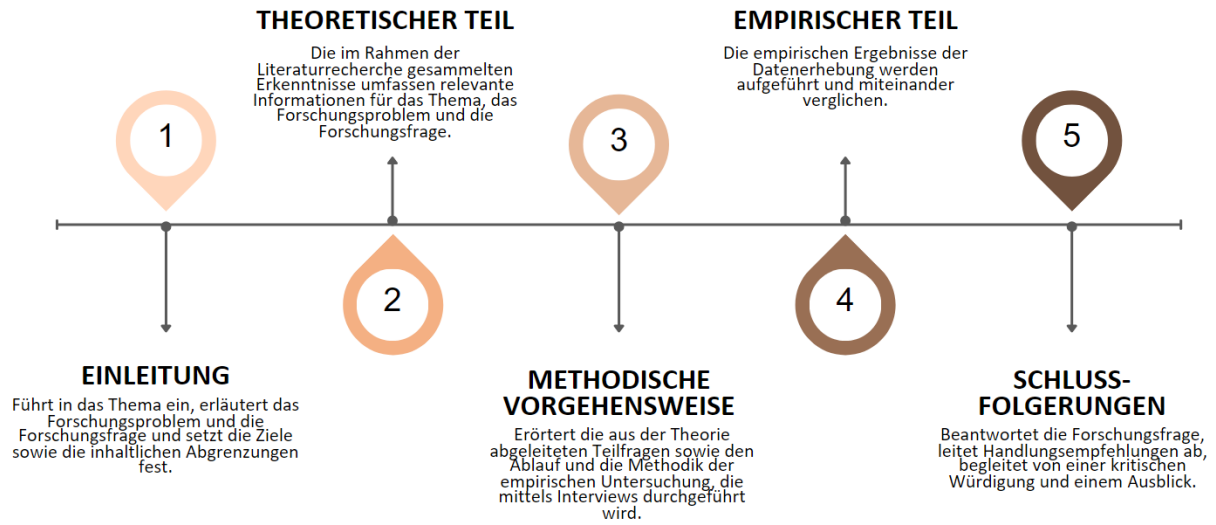 1
EINLEITUNG
Führt in das Thema ein, erläutert das
Forschungsproblem und die
Forschungsfrage und setzt die Ziele
sowie die inhaltlichen Abgrenzungen
fest.
THEORETISCHER TEIL
Die im Rahmen der
Literaturrecherche gesammelten
Erkenntnisse umfassen relevante
Informationen für das Thema, das
Forschungsproblem und die
Forschungsfrage.
2
3
METHODISCHE
VORGEHENSWEISE
Erörtert die aus der Theorie
abgeleiteten Teilfragen sowie den
Ablauf und die Methodik der
empirischen Untersuchung, die
mittels Interviews durchgeführt
wird.
EMPIRISCHER TEIL
Die empirischen Ergebnisse der
Datenerhebung werden
aufgeführt und miteinander
verglichen.
4
5
SCHLUSS-
FOLGERUNGEN
Beantwortet die Forschungsfrage,
leitet Handlungsempfehlungen ab,
begleitet von einer kritischen
Würdigung und einem Ausblick.